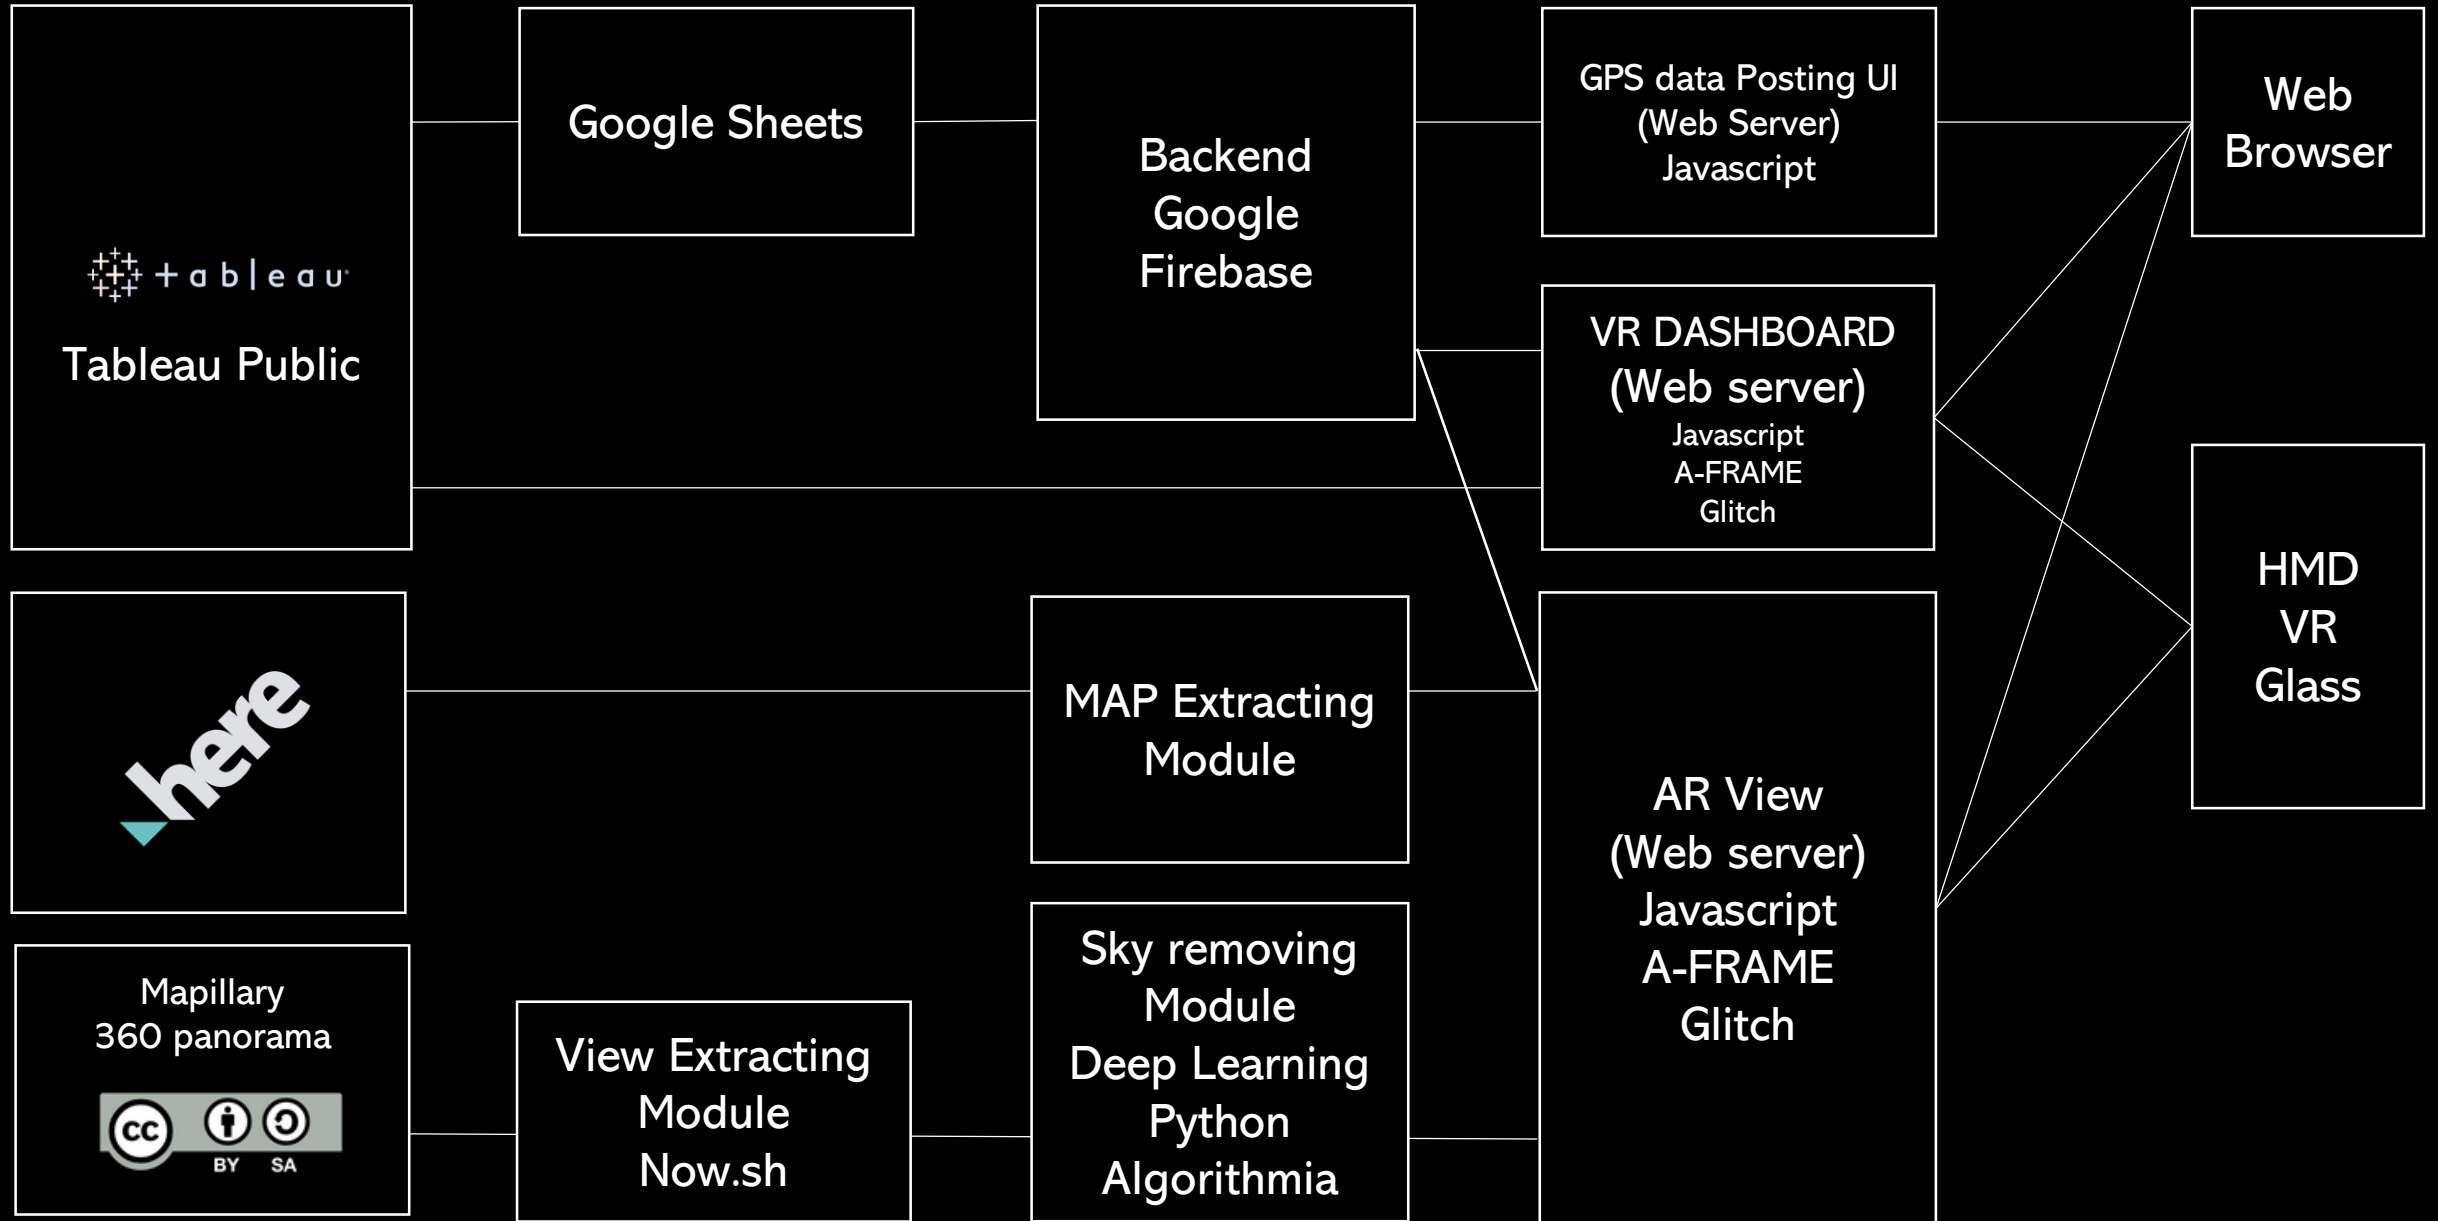 + a b l e a u
Tableau Public
Google Sheets
Backend
Google
Firebase
GPS data Posting UI
(Web Server)
Javascript
Web
Browser
VR DASHBOARD
(Web server)
Javascript
A-FRAME
Glitch
HMD
VR
Glass
here
MAP Extracting
Module
AR View
(Web server)
Javascript
A-FRAME
Glitch
Mapillary
360 panorama
cc
BY SA
View Extracting
Module
Now.sh
Sky removing
Module
Deep Learning
Python
Algorithmia